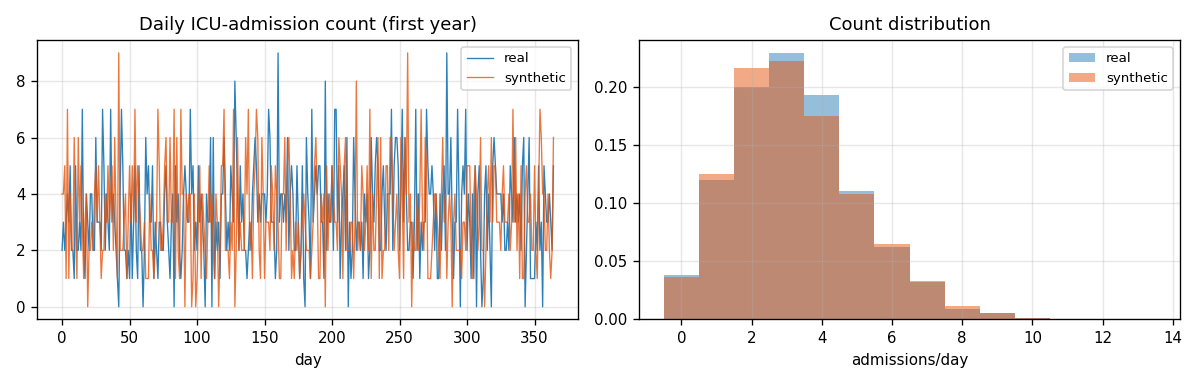 Daily ICU-admission count (first year)
real
synthetic
8
6
4
2
0
0 50 100 150 200 250 300 350
day
Count distribution
real
synthetic
0.20
0.15
0.10
0.05
0.00
0 2 4 6 8 10 12 14
admissions/day